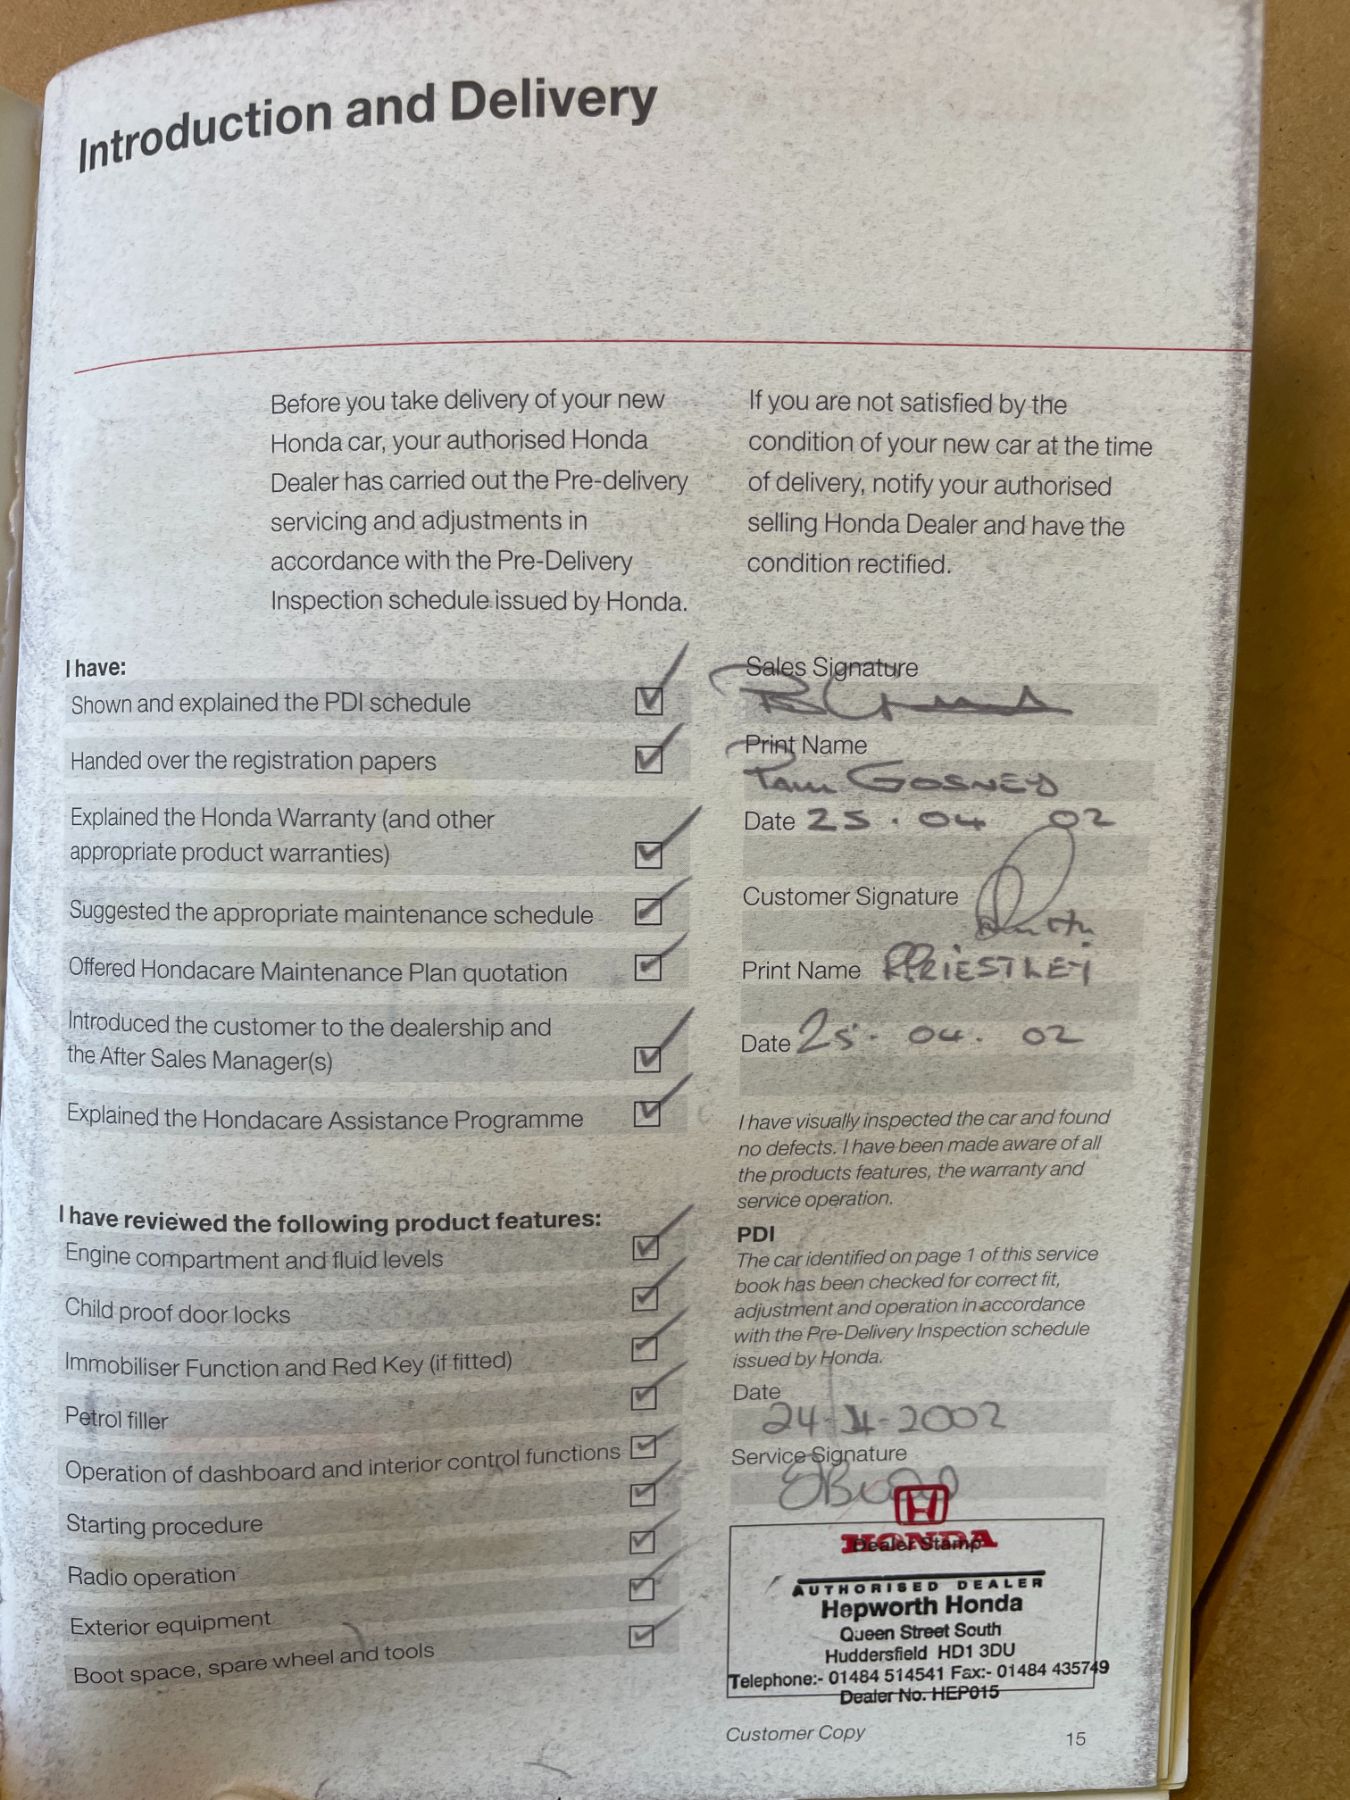 Introduction and Delivery
Before you take delivery of your new
Honda car, your authorised Honda
Dealer has carried out the Pre-delivery
servicing and adjustments in
accordance with the Pre-Delivery
Inspection schedule issued by Honda.
If you are not satisfied by the
condition of your new car at the time
of delivery, notify your authorised
selling Honda Dealer and have the
condition rectified.
I have:
Shown and explained the PDI schedule
Handed over the registration papers
Explained the Honda Warranty (and other
appropriate product warranties)
Suggested the appropriate maintenance schedule
Offered Hondacare Maintenance Plan quotation
Introduced the customer to the dealership and
the After Sales Manager(s)
Explained the Hondacare Assistance Programme
I have reviewed the following product features:
Engine compartment and fluid levels
Child proof door locks
Immobiliser Function and Red Key (if fitted)
Petrol filler
Operation of dashboard and interior control functions
Starting procedure
Radio operation
Exterior equipment
Boot space, spare wheel and tools
Sales Signature
Print Name
Paul GOSNEY
Date 25.04 02
Customer Signature
Print Name PRIESTLEY
Date 25. 04. 02
I have visually inspected the car and found
no defects. I have been made aware of all
the products features, the warranty and
service operation.
PDI
The car identified on page 1 of this service
book has been checked for correct fit,
adjustment and operation in accordance
with the Pre-Delivery Inspection schedule
issued by Honda.
Date
Service Signature
HONDA
Dealer Stamp
AUTHORISED DEALER
Hepworth Honda
Queen Street South
Huddersfield HD1 3DU
Telephone:- 01484 514541 Fax:- 01484 435749
Dealer No. HEP015
Customer Copy
15